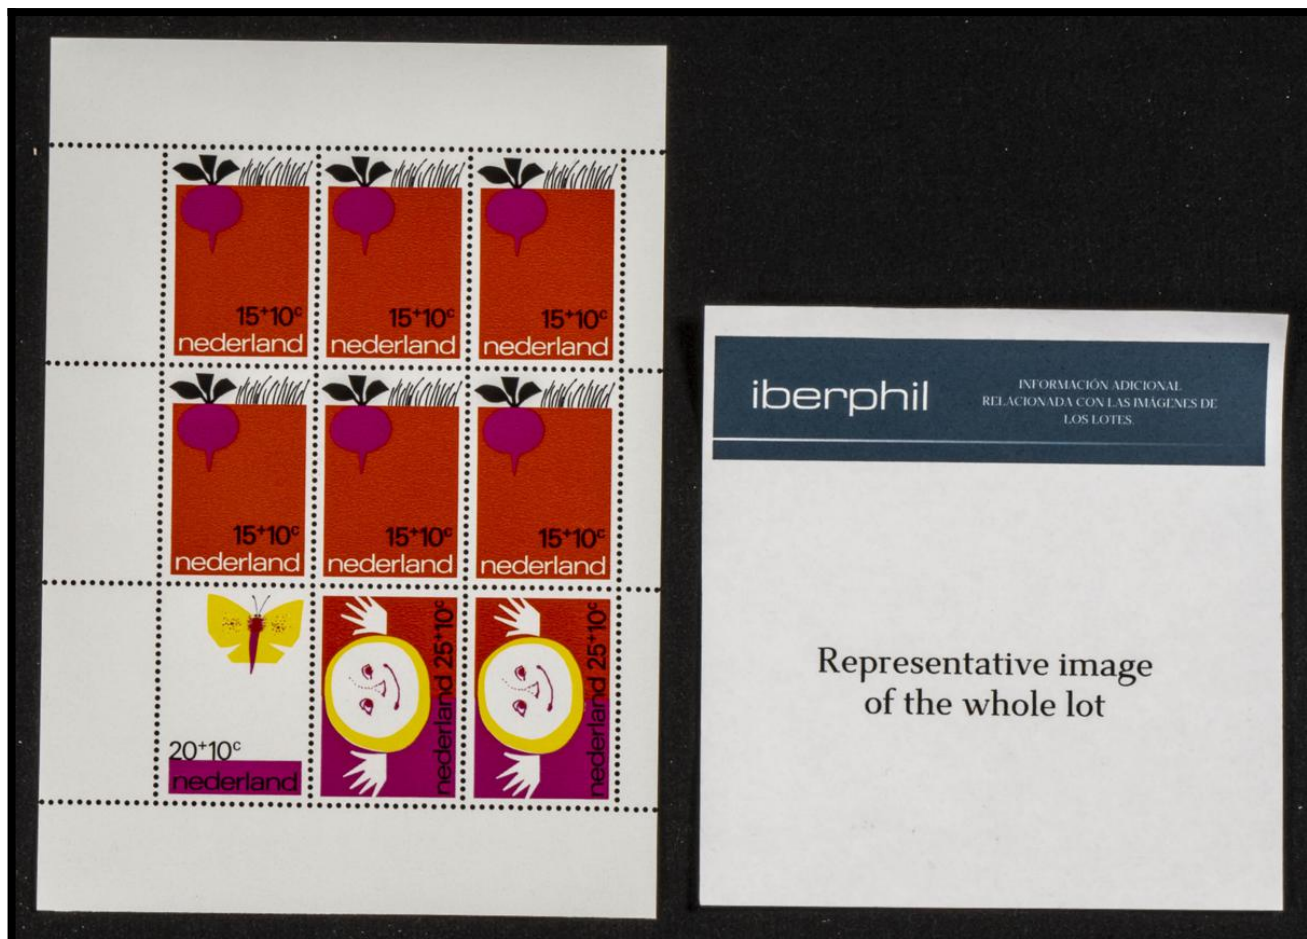 15+10c
nederland
15+10c
nederland
15+10c
nederland
15+10c
nederland
15+10c
nederland
15+10c
nederland
20+10c
nederland
nederland 25+10c
nederland 25+10c
iberphil
INFORMACIÓN ADICIONAL
RELACIONADA CON LAS IMÁGENES DE
LOS LOTES.
Representative image
of the whole lot